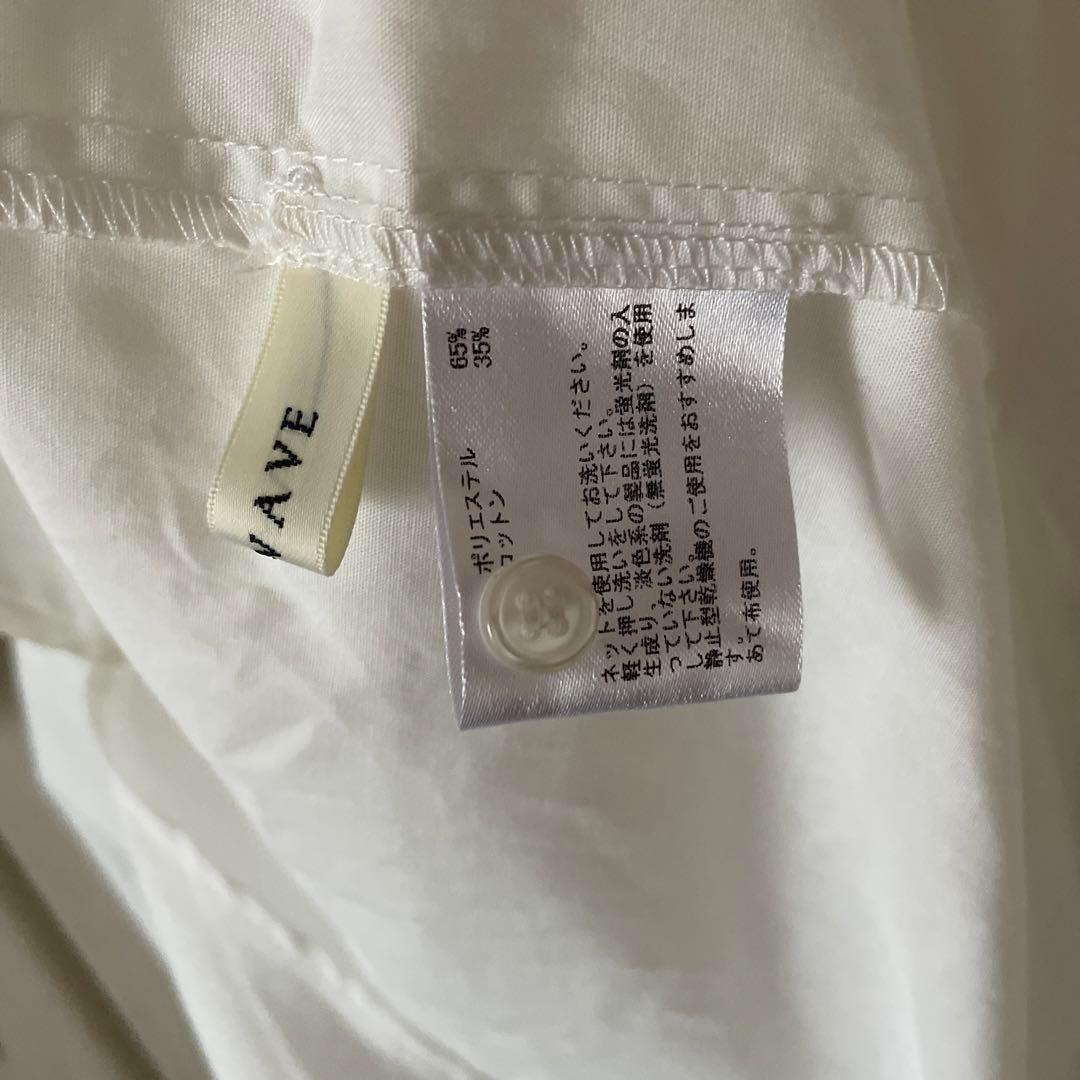 WAVE
ポリエステル 65%
コットン 35%
ネットを使用してお洗いください。
軽く押し洗いをして下さい。
生成り、淡色系の製品には蛍光剤の入
っていない洗剤（無蛍光洗剤）を使用
して下さい。
静止型乾燥機のご使用をおすすめしま
す。
あて布使用。